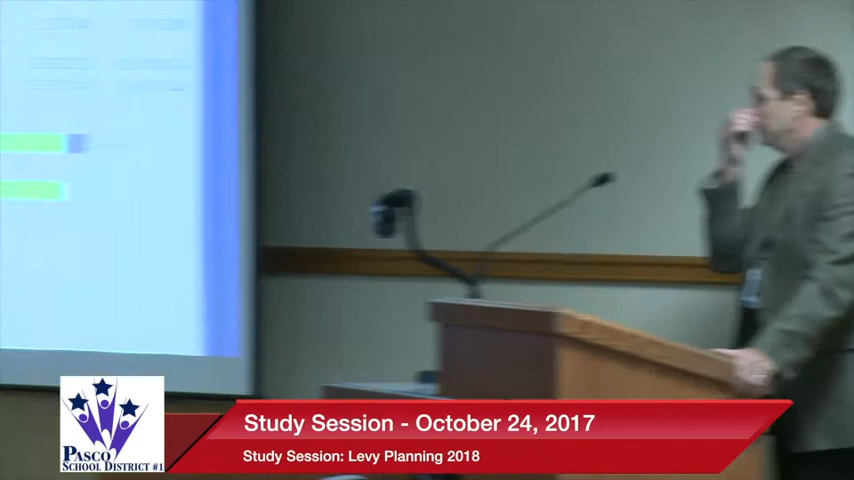 Study Session - October 24, 2017
PASCO
SCHOOL DISTRICT #1
Study Session: Levy Planning 2018